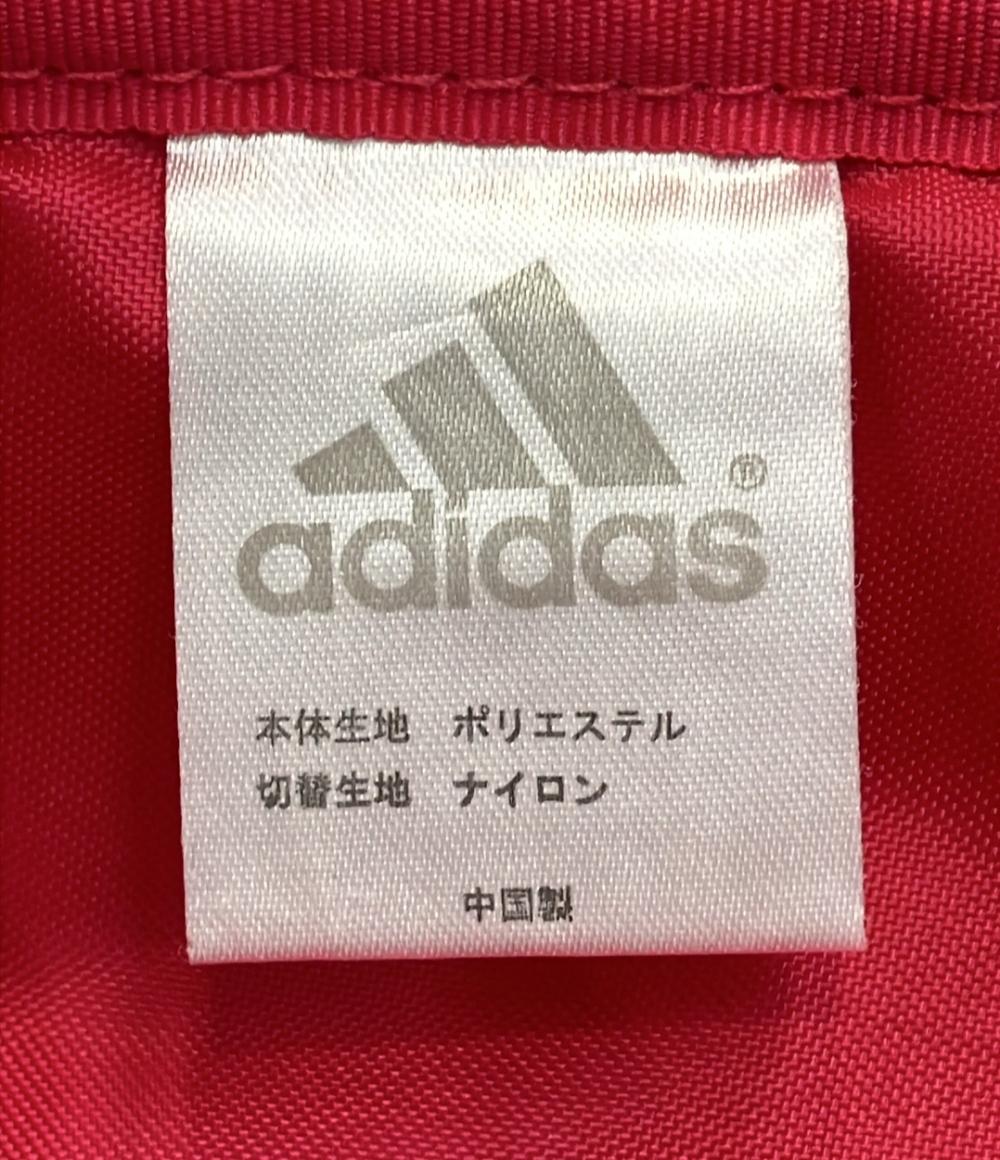 adidas®
本体生地　ポリエステル
切替生地　ナイロン
中国製